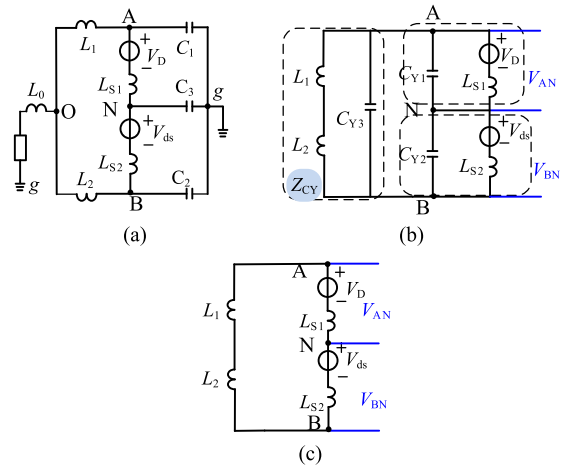 A
L1
+
VD
−
C1
LS1
C3
g
L0
O
N
+
Vds
−
LS2
L2
C2
g
B
(a)
A
+
VD
−
CY1
LS1
VAN
L1
N
CY3
+
Vds
−
L2
CY2
LS2
VBN
ZCY
B
(b)
A
+
VD
−
L1
LS1
VAN
N
+
Vds
−
L2
LS2
VBN
B
(c)